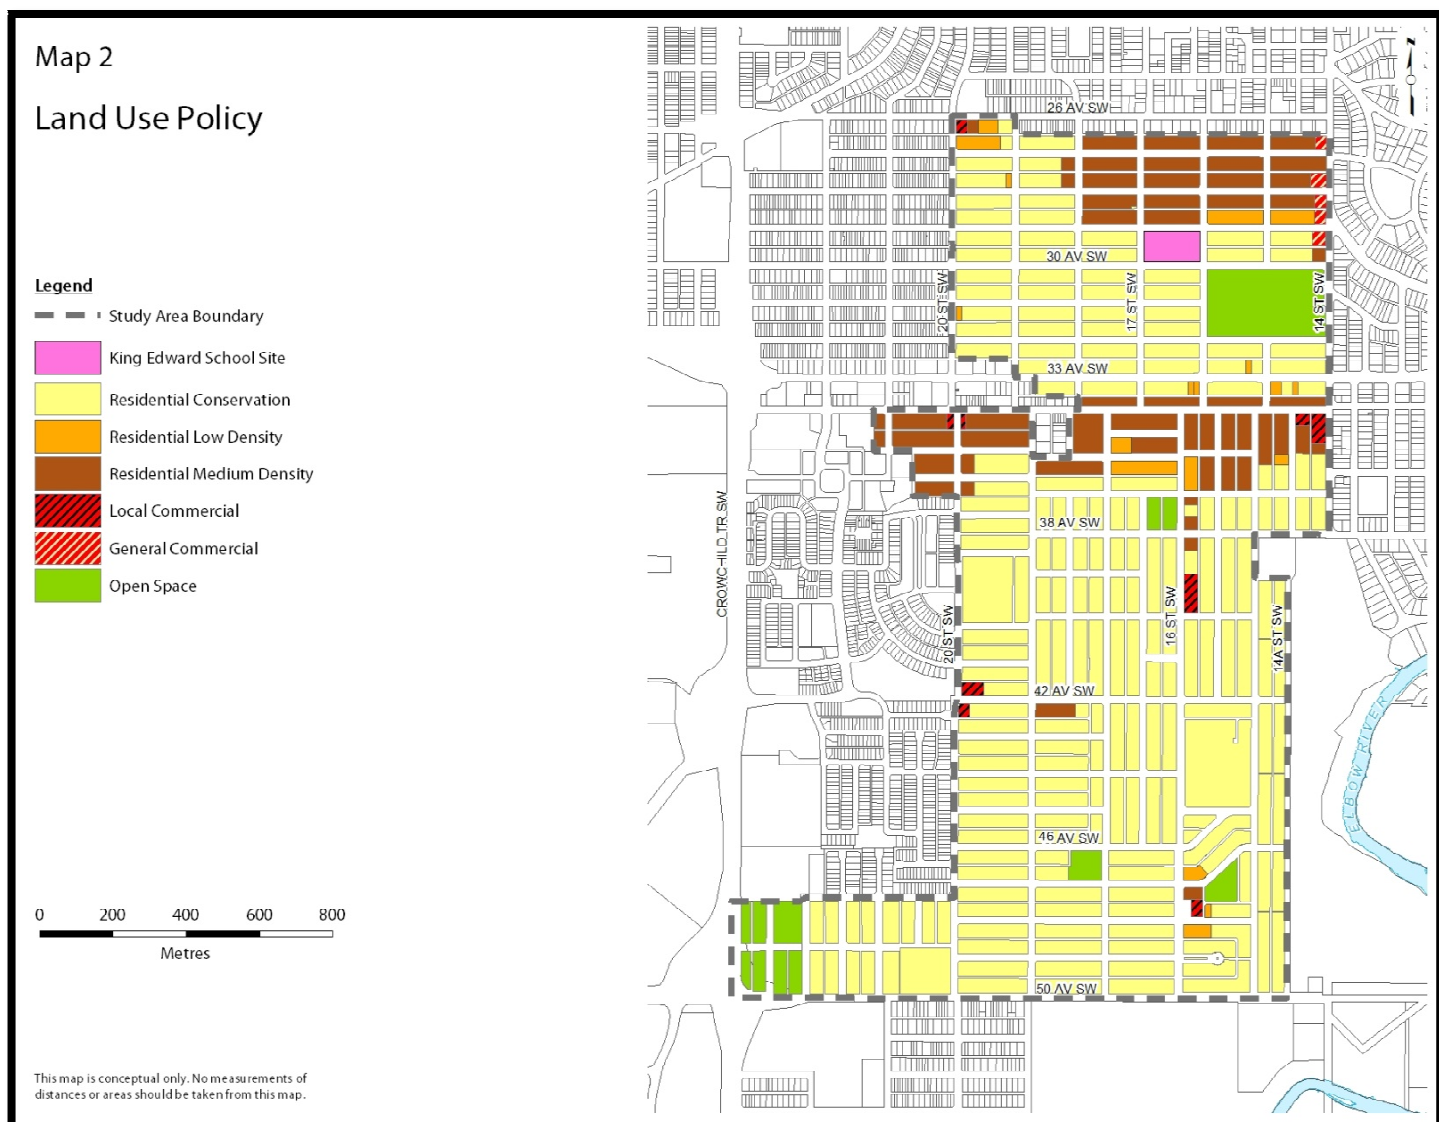 Map 2
Land Use Policy
Legend
Study Area Boundary
King Edward School Site
Residential Conservation
Residential Low Density
Residential Medium Density
Local Commercial
General Commercial
Open Space
0 200 400 600 800
Metres
This map is conceptual only. No measurements of
distances or areas should be taken from this map.
N
26 AV SW
30 AV SW
20 ST SW
17 ST SW
14 ST SW
33 AV SW
38 AV SW
CROWCHILD TR SW
16 ST SW
20 ST SW
14A ST SW
42 AV SW
ELBOW RIVER
46 AV SW
50 AV SW